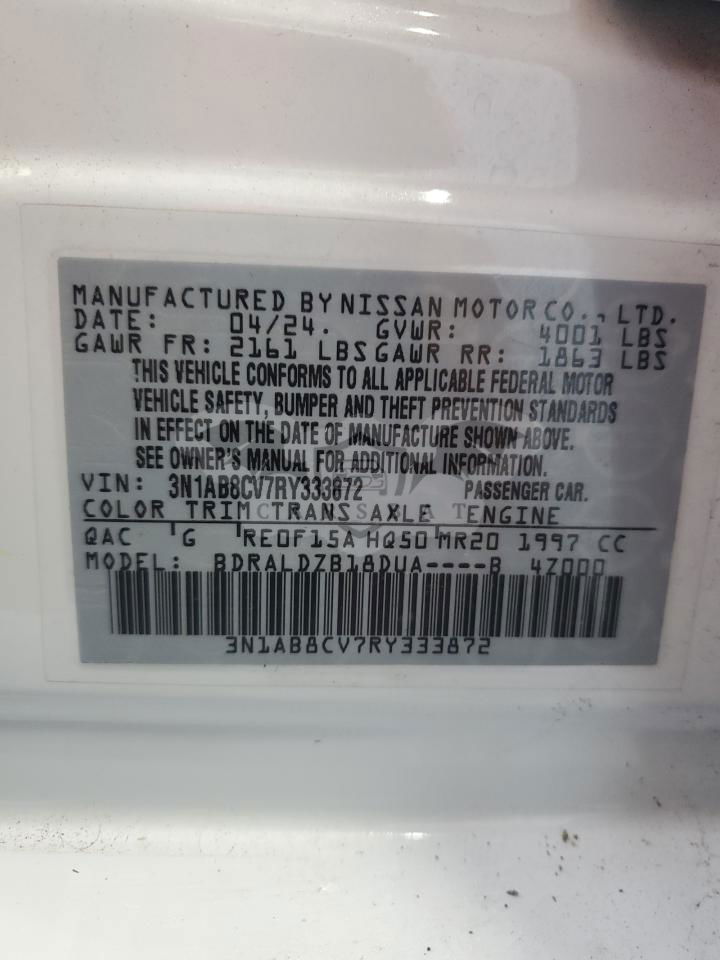 MANUFACTURED BY NISSAN MOTOR CO., LTD.
DATE: 04/24. GVWR: 4001 LBS
GAWR FR: 2161 LBS GAWR RR: 1863 LBS
THIS VEHICLE CONFORMS TO ALL APPLICABLE FEDERAL MOTOR
VEHICLE SAFETY, BUMPER AND THEFT PREVENTION STANDARDS
IN EFFECT ON THE DATE OF MANUFACTURE SHOWN ABOVE.
SEE OWNER'S MANUAL FOR ADDITIONAL INFORMATION.
VIN: 3N1AB8CV7RY333872 PASSENGER CAR.
COLOR TRIM TRANS AXLE ENGINE
QAC G RE0F15A HQ50 MR20 1997 CC
MODEL: BDRALDZB18DUA----B 4Z000
3N1AB8CV7RY333872